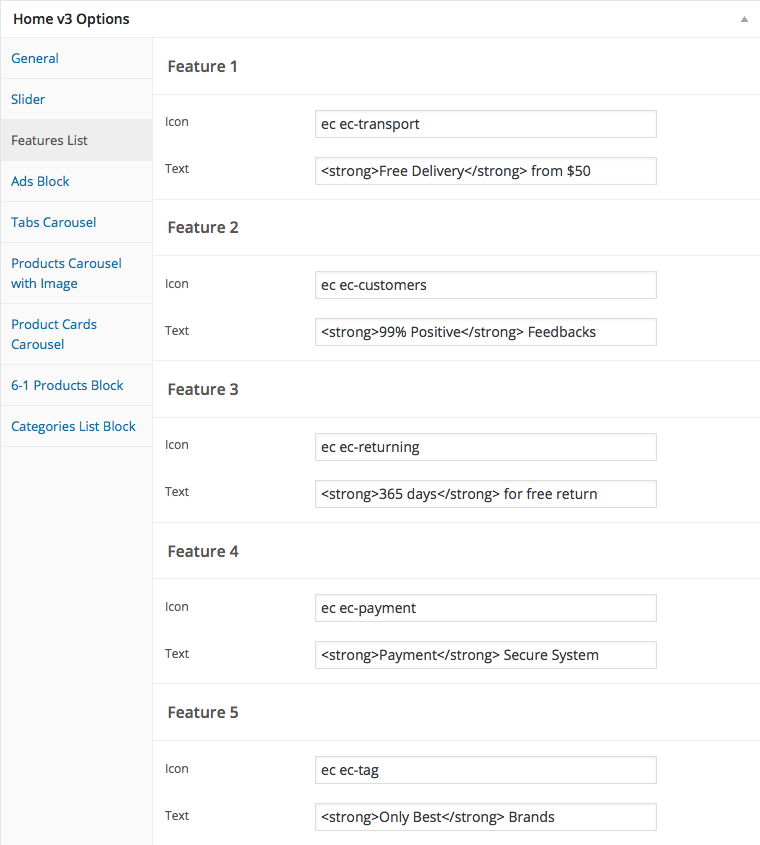 Home v3 Options
General
Slider
Features List
Ads Block
Tabs Carousel
Products Carousel
with Image
Product Cards
Carousel
6-1 Products Block
Categories List Block
Feature 1
Icon
ec ec-transport
Text
<strong>Free Delivery</strong> from $50
Feature 2
Icon
ec ec-customers
Text
<strong>99% Positive</strong> Feedbacks
Feature 3
Icon
ec ec-returning
Text
<strong>365 days</strong> for free return
Feature 4
Icon
ec ec-payment
Text
<strong>Payment</strong> Secure System
Feature 5
Icon
ec ec-tag
Text
<strong>Only Best</strong> Brands